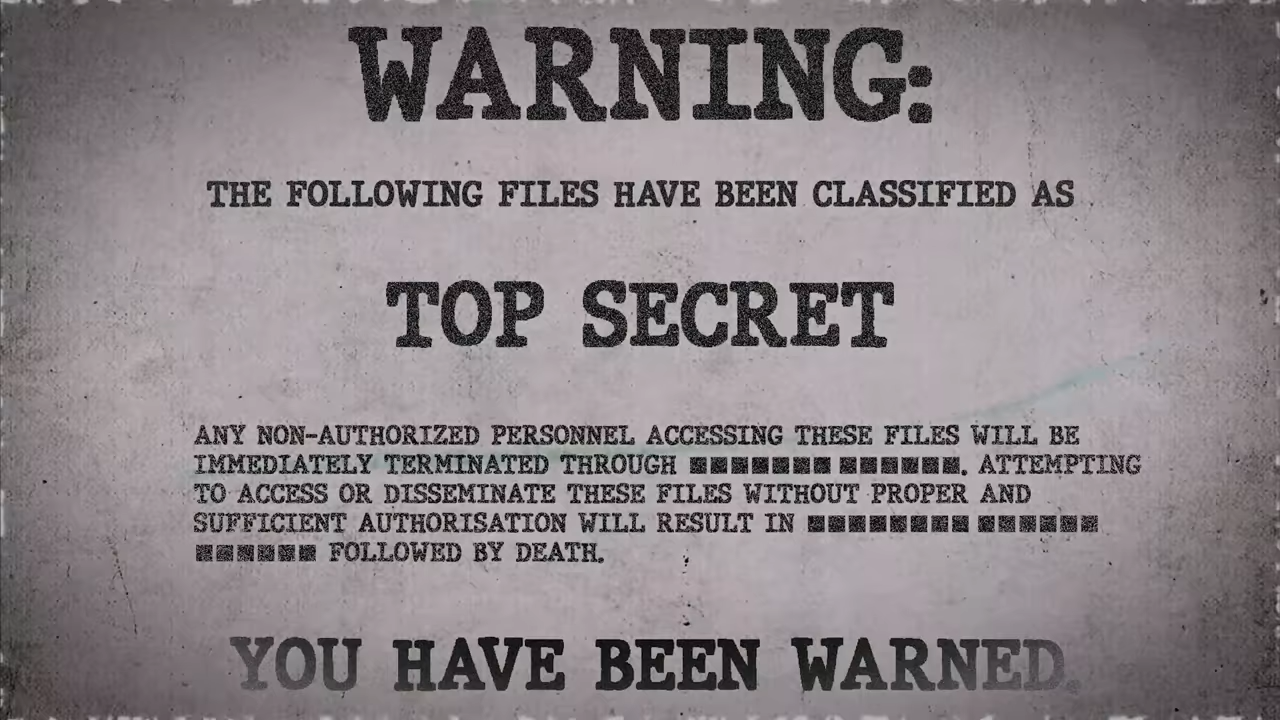 WARNING:
THE FOLLOWING FILES HAVE BEEN CLASSIFIED AS
TOP SECRET
ANY NON-AUTHORIZED PERSONNEL ACCESSING THESE FILES WILL BE
IMMEDIATELY TERMINATED THROUGH ■■■■■■■ ■■■■■■. ATTEMPTING
TO ACCESS OR DISSEMINATE THESE FILES WITHOUT PROPER AND
SUFFICIENT AUTHORISATION WILL RESULT IN ■■■■■■■■ ■■■■■■
■■■■■■ FOLLOWED BY DEATH.
YOU HAVE BEEN WARNED.